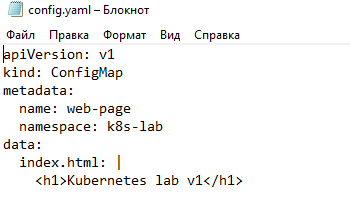 config.yaml – Блокнот
Файл Правка Формат Вид Справка
apiVersion: v1
kind: ConfigMap
metadata:
  name: web-page
  namespace: k8s-lab
data:
  index.html: |
    <h1>Kubernetes lab v1</h1>